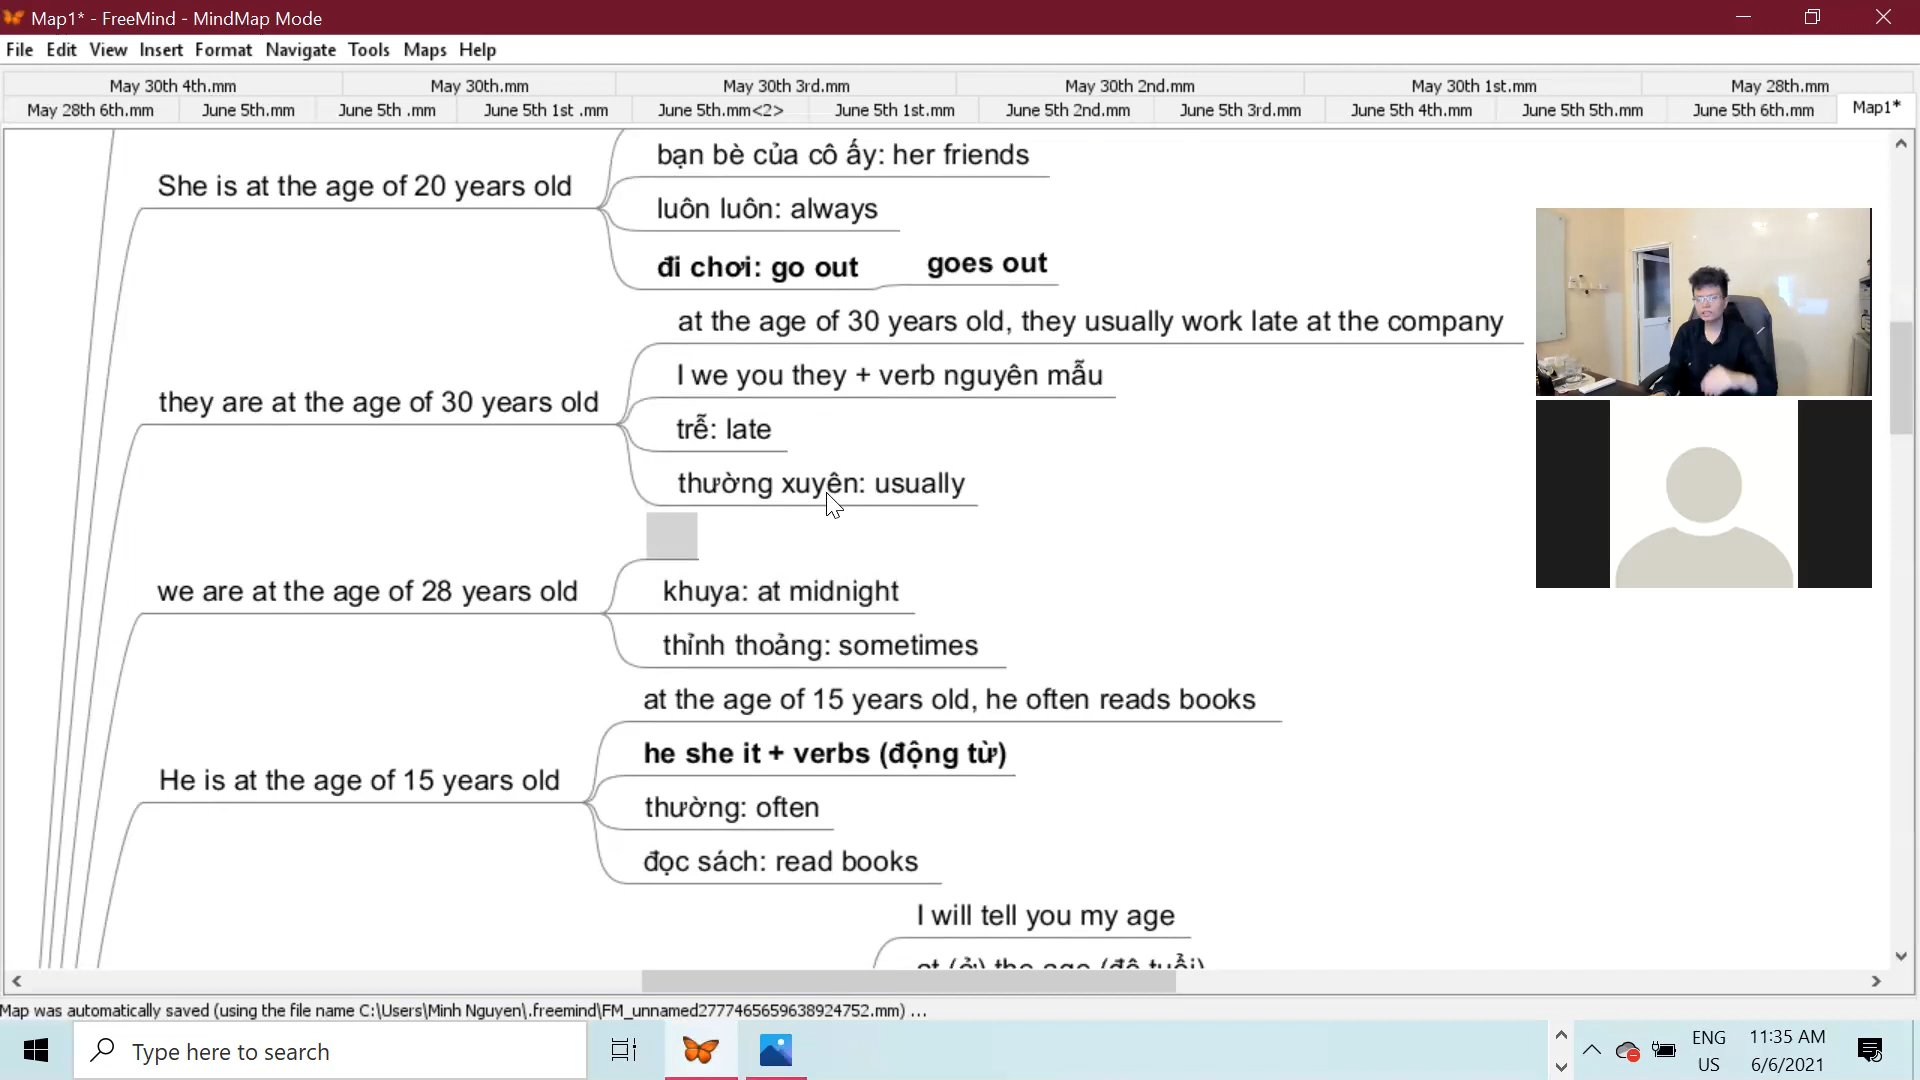 Map1* - FreeMind - MindMap Mode
File Edit View Insert Format Navigate Tools Maps Help
May 30th 4th.mm May 30th.mm May 30th 3rd.mm May 30th 2nd.mm May 30th 1st.mm May 28th.mm
May 28th 6th.mm June 5th.mm June 5th .mm June 5th 1st .mm June 5th.mm<2> June 5th 1st.mm June 5th 2nd.mm June 5th 3rd.mm June 5th 4th.mm June 5th 5th.mm June 5th 6th.mm Map1*
bạn bè của cô ấy: her friends
She is at the age of 20 years old
luôn luôn: always
đi chơi: go out goes out
at the age of 30 years old, they usually work late at the company
I we you they + verb nguyên mẫu
they are at the age of 30 years old
trễ: late
thường xuyên: usually
we are at the age of 28 years old
khuya: at midnight
thỉnh thoảng: sometimes
at the age of 15 years old, he often reads books
he she it + verbs (động từ)
He is at the age of 15 years old
thường: often
đọc sách: read books
I will tell you my age
at (ở) the age (độ tuổi)
Map was automatically saved (using the file name C:\Users\Minh Nguyen\.freemind\FM_unnamed2777465659638924752.mm) ...
Type here to search
ENG
US
11:35 AM
6/6/2021